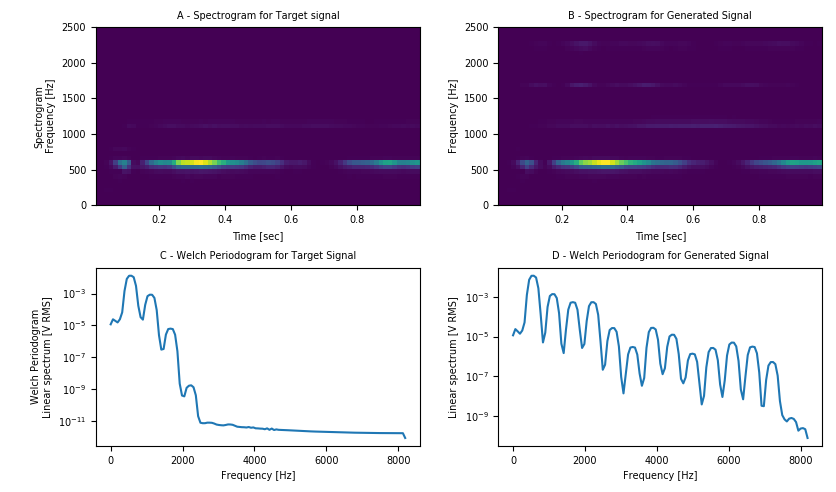 A - Spectrogram for Target signal
B - Spectrogram for Generated Signal
2500
2000
1500
1000
500
0
Spectrogram
Frequency [Hz]
0.2
0.4
0.6
0.8
Time [sec]
2500
2000
1500
1000
500
0
Frequency [Hz]
0.2
0.4
0.6
0.8
Time [sec]
C - Welch Periodogram for Target Signal
D - Welch Periodogram for Generated Signal
10⁻³
10⁻⁵
10⁻⁷
10⁻⁹
10⁻¹¹
Welch Periodogram
Linear spectrum [V RMS]
0
2000
4000
6000
8000
Frequency [Hz]
10⁻³
10⁻⁵
10⁻⁷
10⁻⁹
Linear spectrum [V RMS]
0
2000
4000
6000
8000
Frequency [Hz]